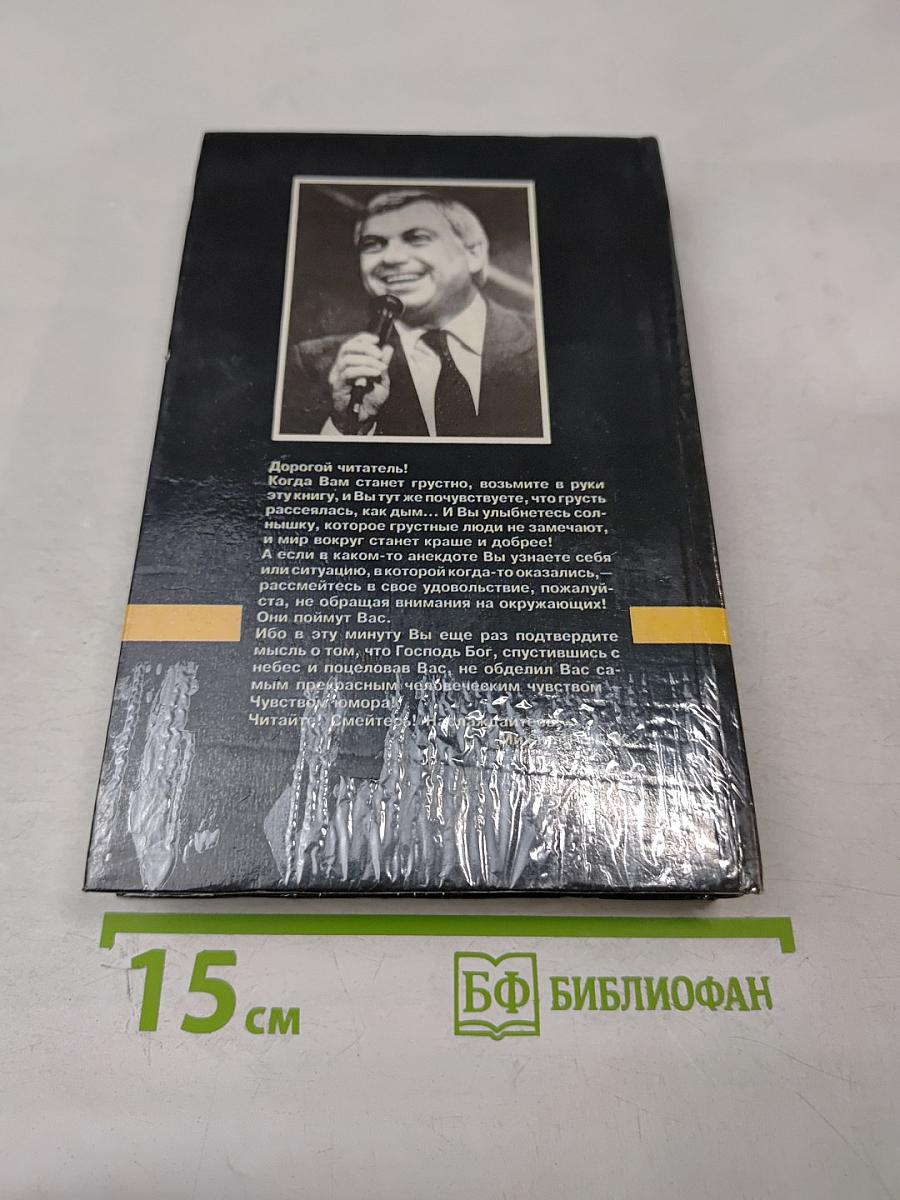 Дорогой читатель!
Когда Вам станет грустно, возьмите в руки
эту книгу, и Вы тут же почувствуете, что грусть
рассеялась, как дым... И Вы улыбнетесь сол-
нышку, которое грустные люди не замечают,
и мир вокруг станет краше и добрее!
А если в каком-то анекдоте Вы узнаете себя
или ситуацию, в которой когда-то оказались,—
рассмейтесь в свое удовольствие, пожалуй-
ста, не обращая внимания на окружающих!
Они поймут Вас.
Ибо в эту минуту Вы еще раз подтвердите
мысль о том, что Господь Бог, спустившись с
небес и поцеловав Вас, не обделил Вас са-
мым прекрасным человеческим чувством –
Чувством юмора!
Читайте! Смейтесь! Наслаждайтесь!
15 см
БФ БИБЛИОФАН